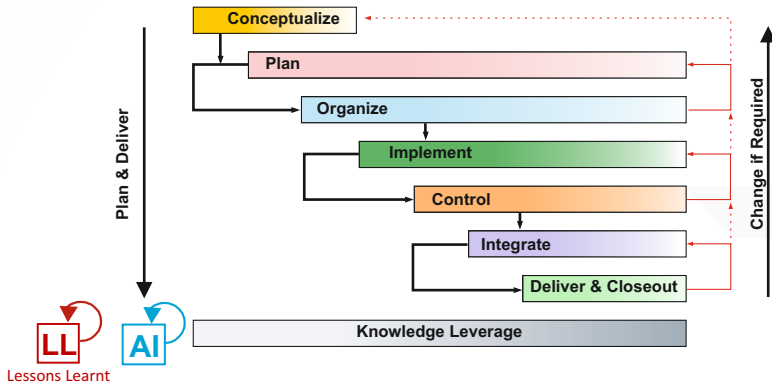 Conceptualize
Plan
Organize
Implement
Control
Integrate
Deliver & Closeout
Knowledge Leverage
Plan & Deliver
Change if Required
LL
AI
Lessons Learnt